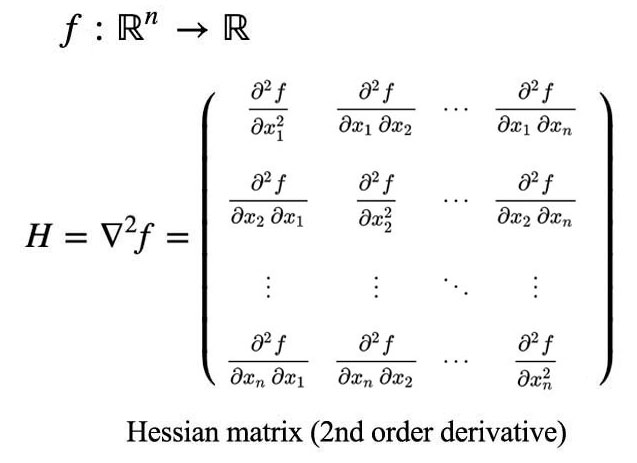 f : ℝⁿ → ℝ
H = ∇²f = ( ∂²f/∂x₁² ∂²f/∂x₁ ∂x₂ ⋯ ∂²f/∂x₁ ∂xₙ
∂²f/∂x₂ ∂x₁ ∂²f/∂x₂² ⋯ ∂²f/∂x₂ ∂xₙ
⋮ ⋮ ⋱ ⋮
∂²f/∂xₙ ∂x₁ ∂²f/∂xₙ ∂x₂ ⋯ ∂²f/∂xₙ² )
Hessian matrix (2nd order derivative)